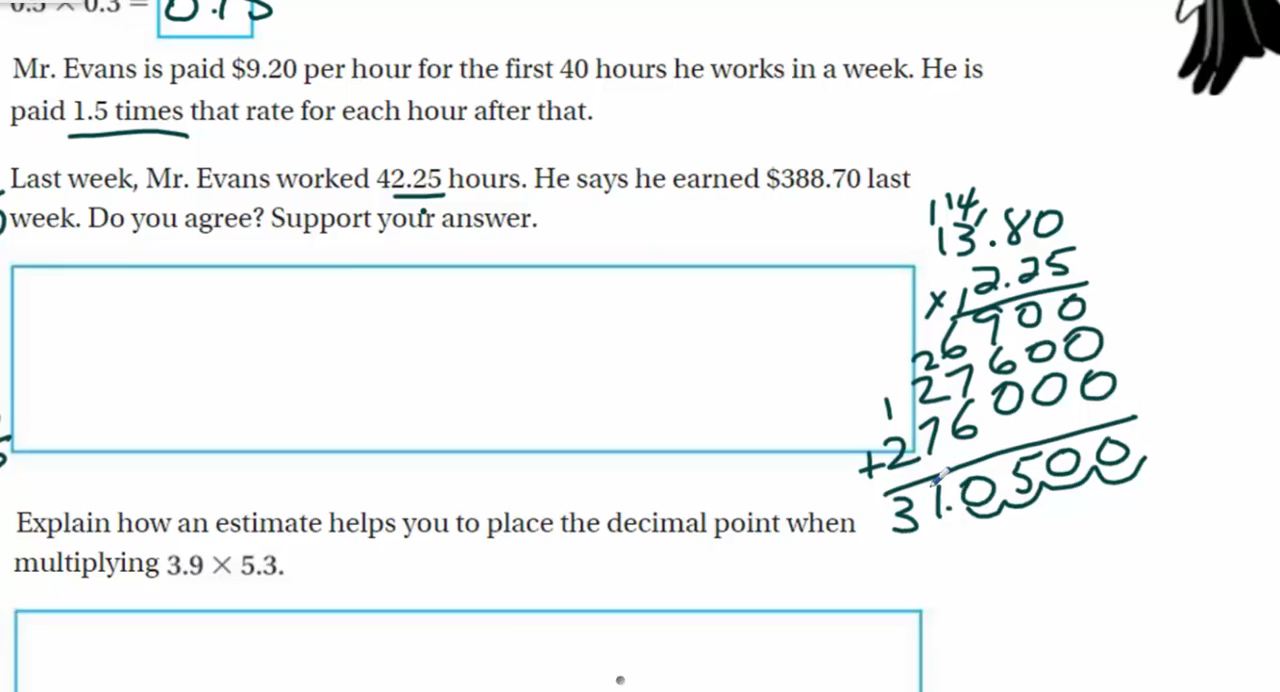 0.5 × 0.3 = 0.15
Mr. Evans is paid $9.20 per hour for the first 40 hours he works in a week. He is
paid 1.5 times that rate for each hour after that.
Last week, Mr. Evans worked 42.25 hours. He says he earned $388.70 last
week. Do you agree? Support your answer.
1 14
13.80
× 2.25
6900
2
27600
1
+276000
31.0500
Explain how an estimate helps you to place the decimal point when
multiplying 3.9 × 5.3.